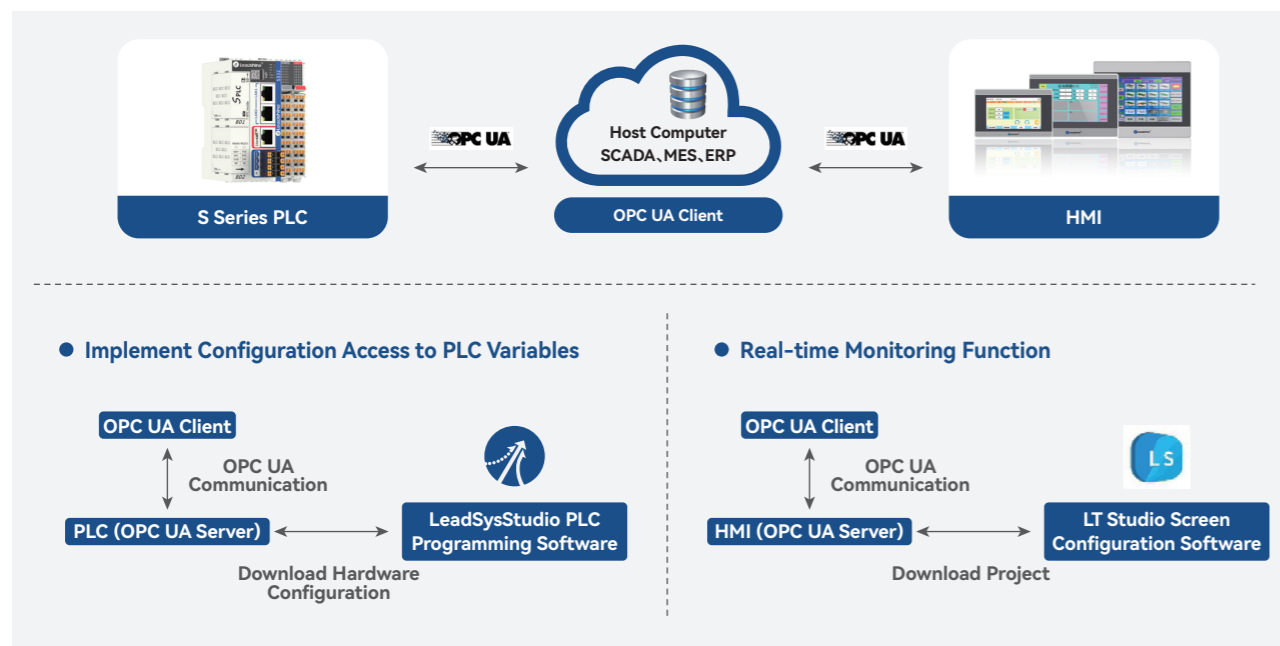 SPLC
BD1
BD2
OPC UA
Host Computer
SCADA、MES、ERP
OPC UA
S Series PLC
OPC UA Client
HMI
Implement Configuration Access to PLC Variables
OPC UA Client
OPC UA
Communication
PLC (OPC UA Server)
LeadSysStudio PLC
Programming Software
Download Hardware
Configuration
Real-time Monitoring Function
OPC UA Client
OPC UA
Communication
LS
HMI (OPC UA Server)
LT Studio Screen
Configuration Software
Download Project